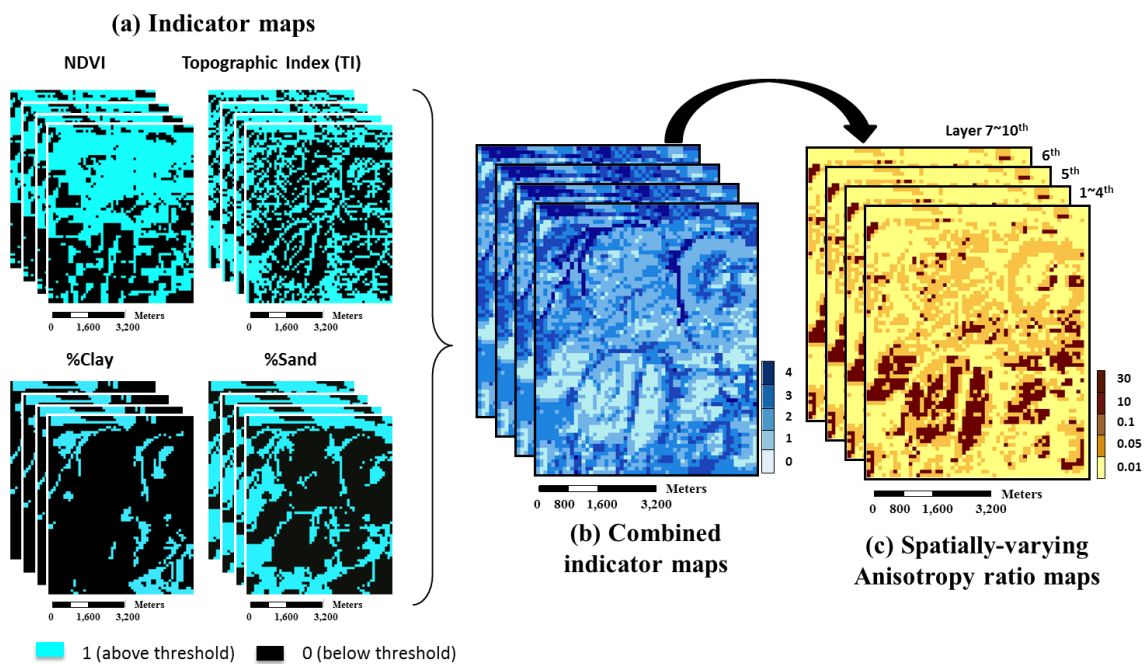 (a) Indicator maps
NDVI
Topographic Index (TI)
Meters
0 1,600 3,200
Meters
0 1,600 3,200
%Clay
%Sand
Meters
0 1,600 3,200
Meters
0 1,600 3,200
1 (above threshold)
0 (below threshold)
4
3
2
1
0
Meters
0 800 1,600 3,200
(b) Combined
indicator maps
Layer 7~10th
6th
5th
1~4th
30
10
0.1
0.05
0.01
Meters
0 800 1,600 3,200
(c) Spatially-varying
Anisotropy ratio maps